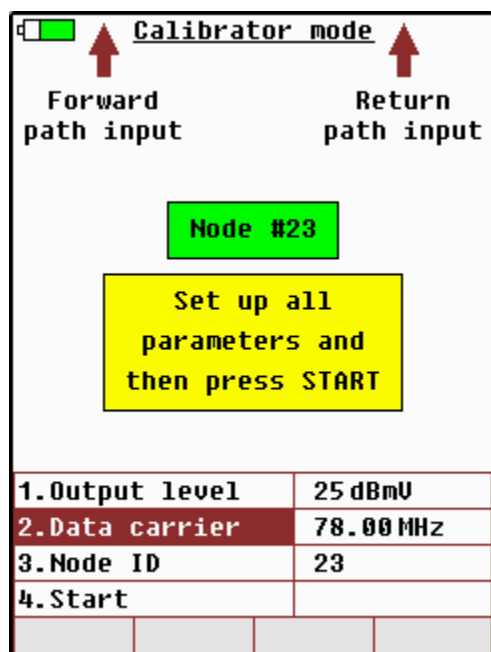 Calibrator mode
Forward
path input
Return
path input
Node #23
Set up all
parameters and
then press START
1.Output level 25 dBmV
2.Data carrier 78.00 MHz
3.Node ID 23
4.Start